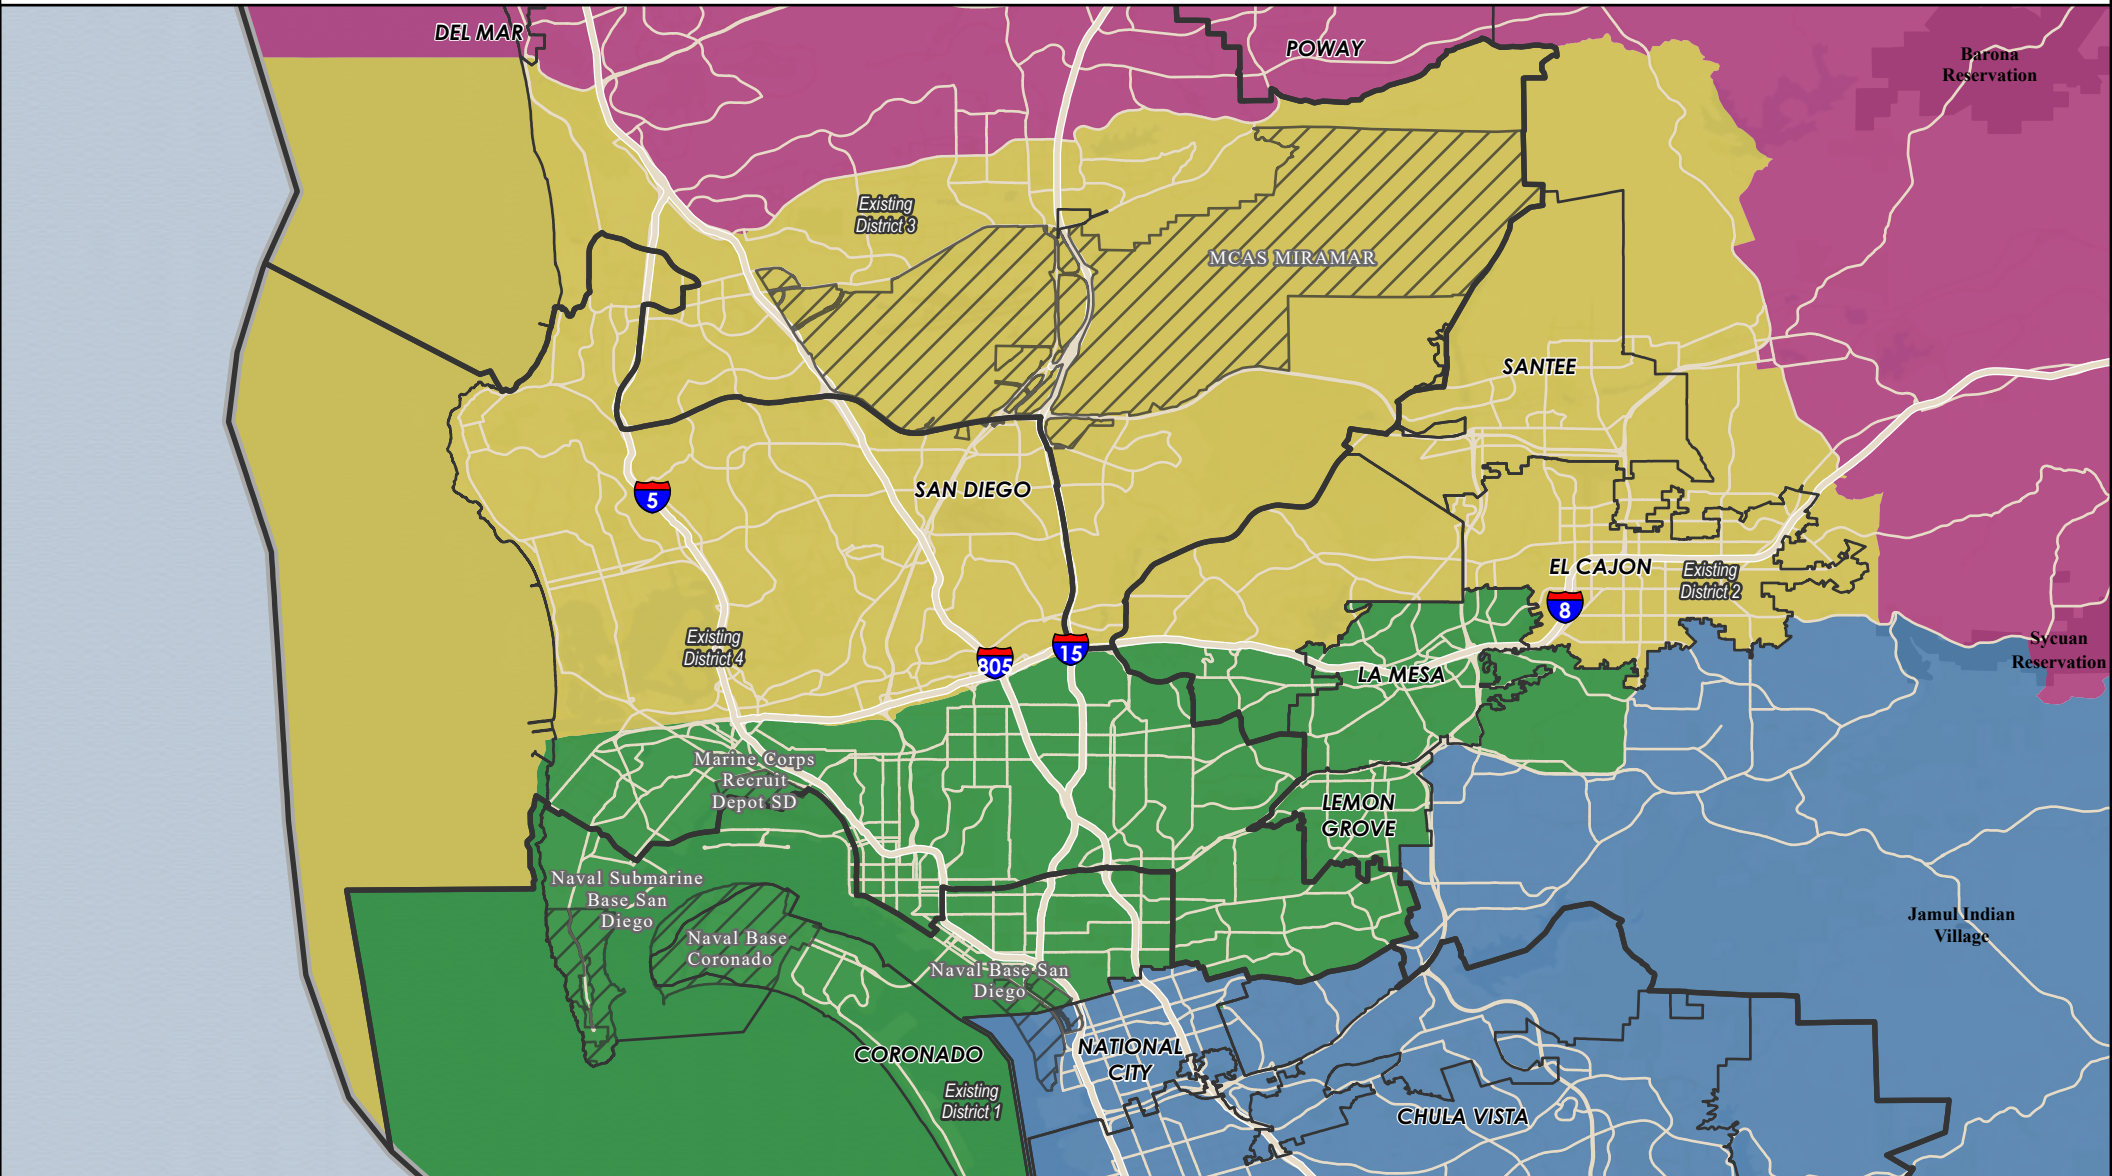 DEL MAR
POWAY
Barona
Reservation
Existing
District 3
MCAS MIRAMAR
SANTEE
SAN DIEGO
5
EL CAJON
Existing
District 2
8
Existing
District 4
805
15
LA MESA
Sycuan
Reservation
Marine Corps
Recruit
Depot SD
LEMON
GROVE
Naval Submarine
Base San
Diego
Naval Base
Coronado
Naval Base San
Diego
Jamul Indian
Village
CORONADO
NATIONAL
CITY
Existing
District 1
CHULA VISTA